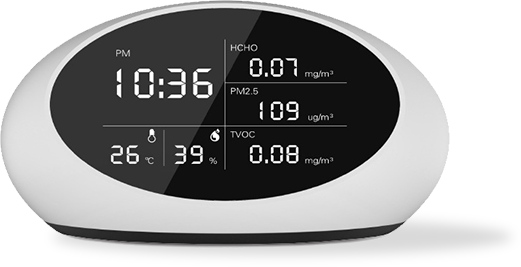 PM
10:36
26 ℃
39 %
HCHO
0.07 mg/m³
PM2.5
109 ug/m³
TVOC
0.08 mg/m³